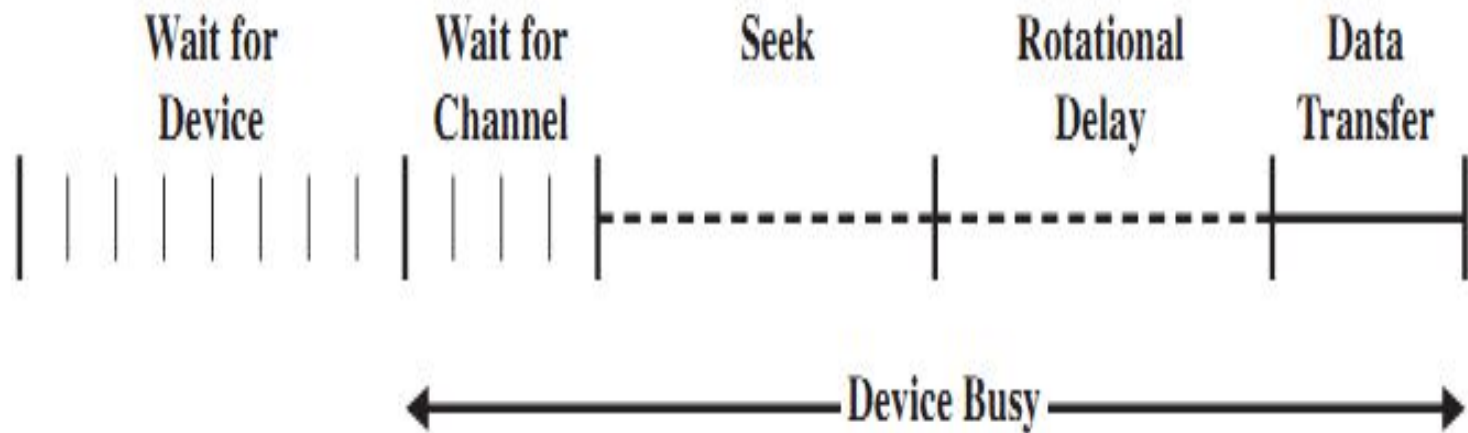 Wait for
Device
Wait for
Channel
Seek
Rotational
Delay
Data
Transfer
Device Busy